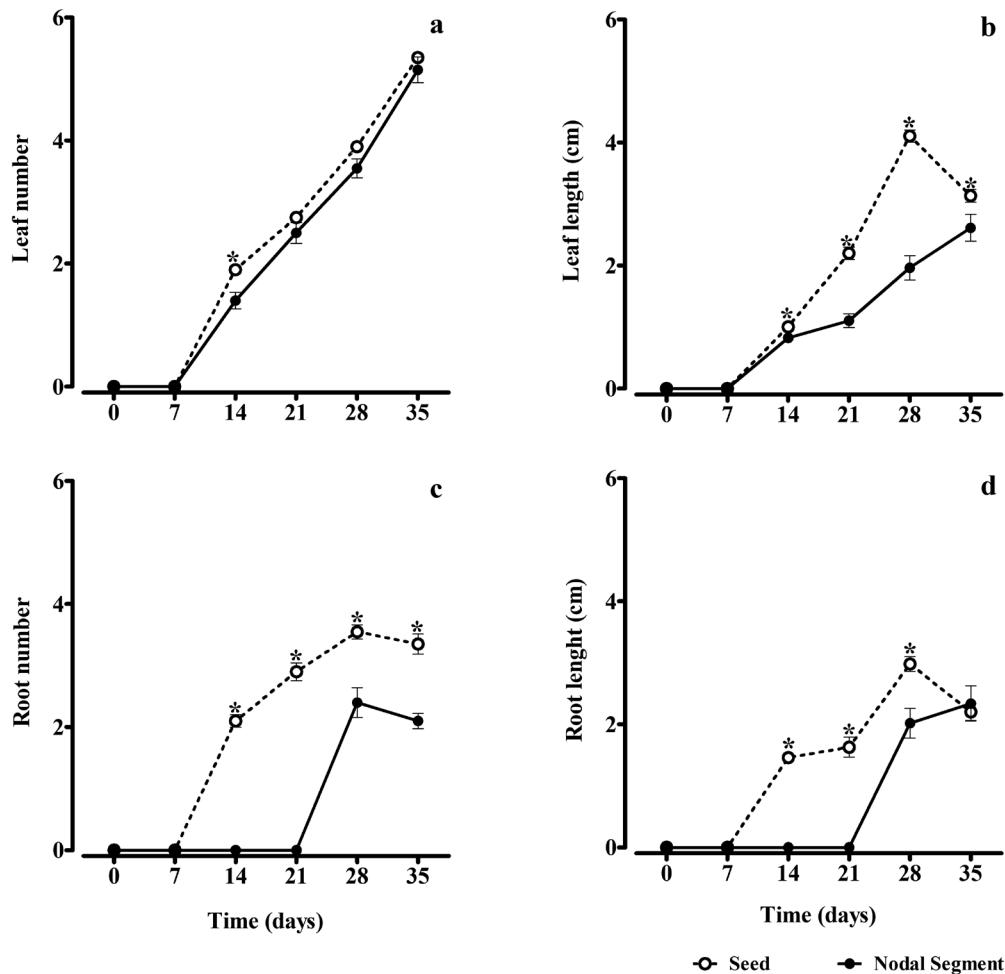 a
Leaf number
6
4
2
0
0 7 14 21 28 35
*
b
Leaf length (cm)
6
4
2
0
0 7 14 21 28 35
* * * *
c
Root number
6
4
2
0
0 7 14 21 28 35
* * * *
Time (days)
d
Root lenght (cm)
6
4
2
0
0 7 14 21 28 35
* * *
Time (days)
Seed Nodal Segment